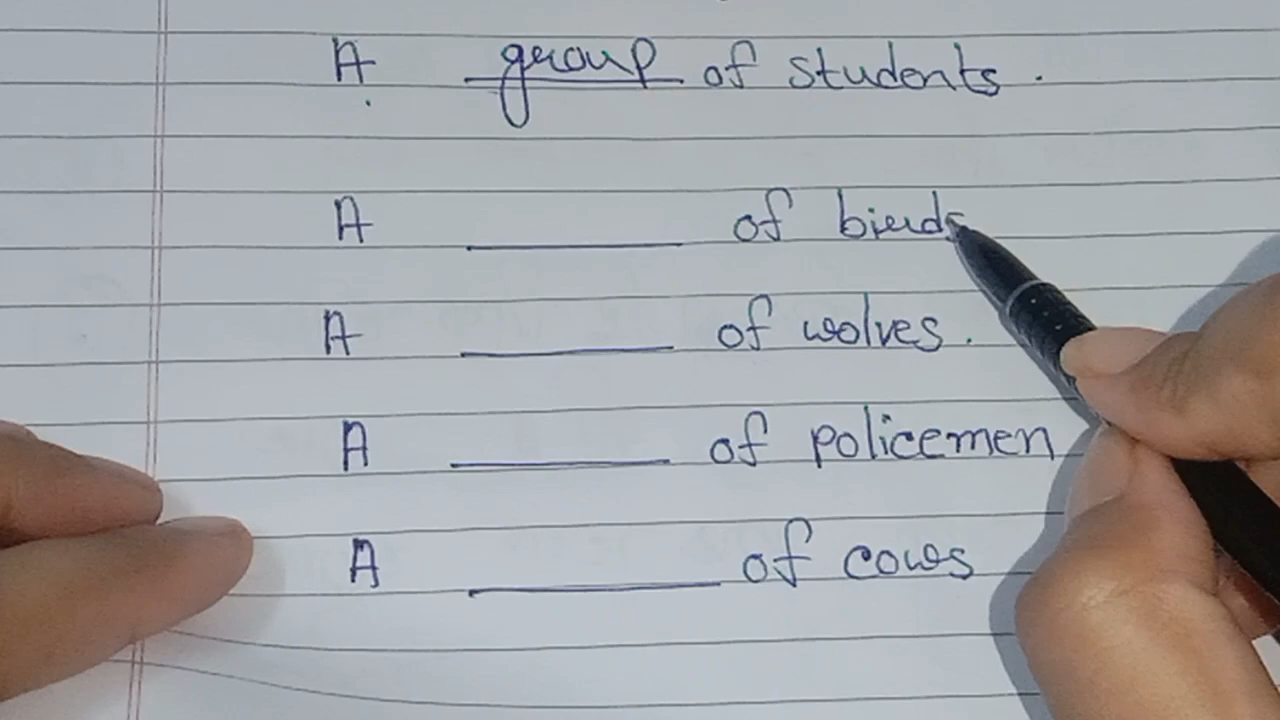 A group of students.
A ______ of birds
A ______ of wolves.
A ______ of policemen
A ______ of cows